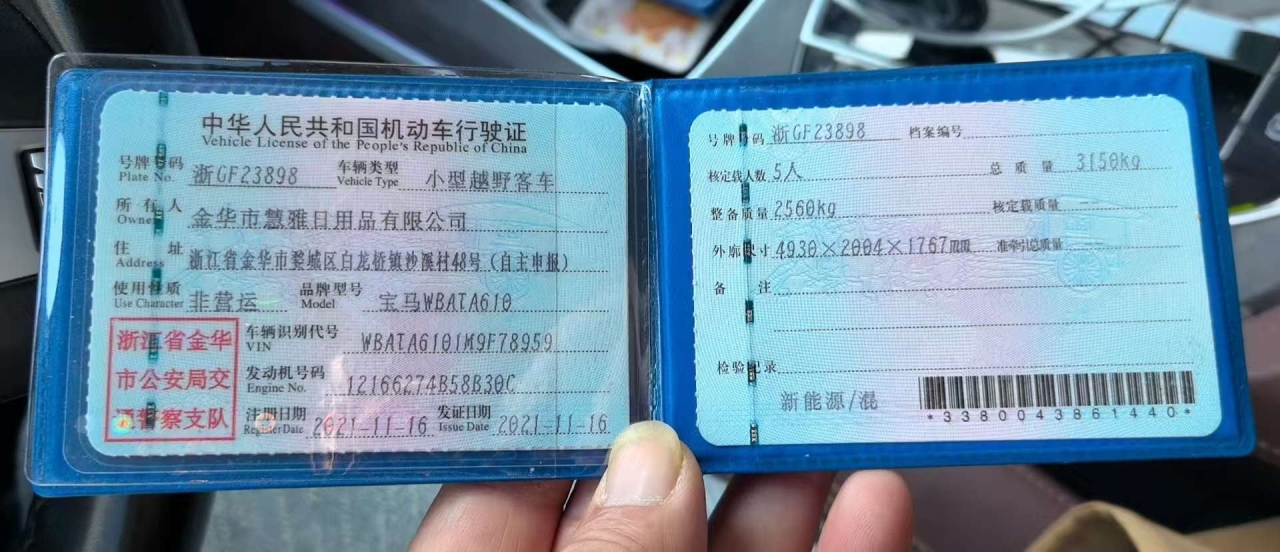 中华人民共和国机动车行驶证
Vehicle License of the People's Republic of China
号牌号码 Plate No. 浙GF23898 车辆类型 Vehicle Type 小型越野客车
所有人 Owner 金华市慧雅日用品有限公司
住址 Address 浙江省金华市婺城区白龙桥镇沙溪村48号（自主申报）
使用性质 Use Character 非营运 品牌型号 Model 宝马WBATA610
车辆识别代号 VIN WBATA6101M9F78959
发动机号码 Engine No. 12166274B58B30C
注册日期 Register Date 2021-11-16 发证日期 Issue Date 2021-11-16
浙江省金华
市公安局交
通警察支队
号牌号码 浙GF23898 档案编号
核定载人数 5人 总质量 3150kg
整备质量 2560kg 核定载质量 --
外廓尺寸 4930×2004×1767mm 准牵引总质量 --
备注
检验记录
新能源/混
*3380043861440*